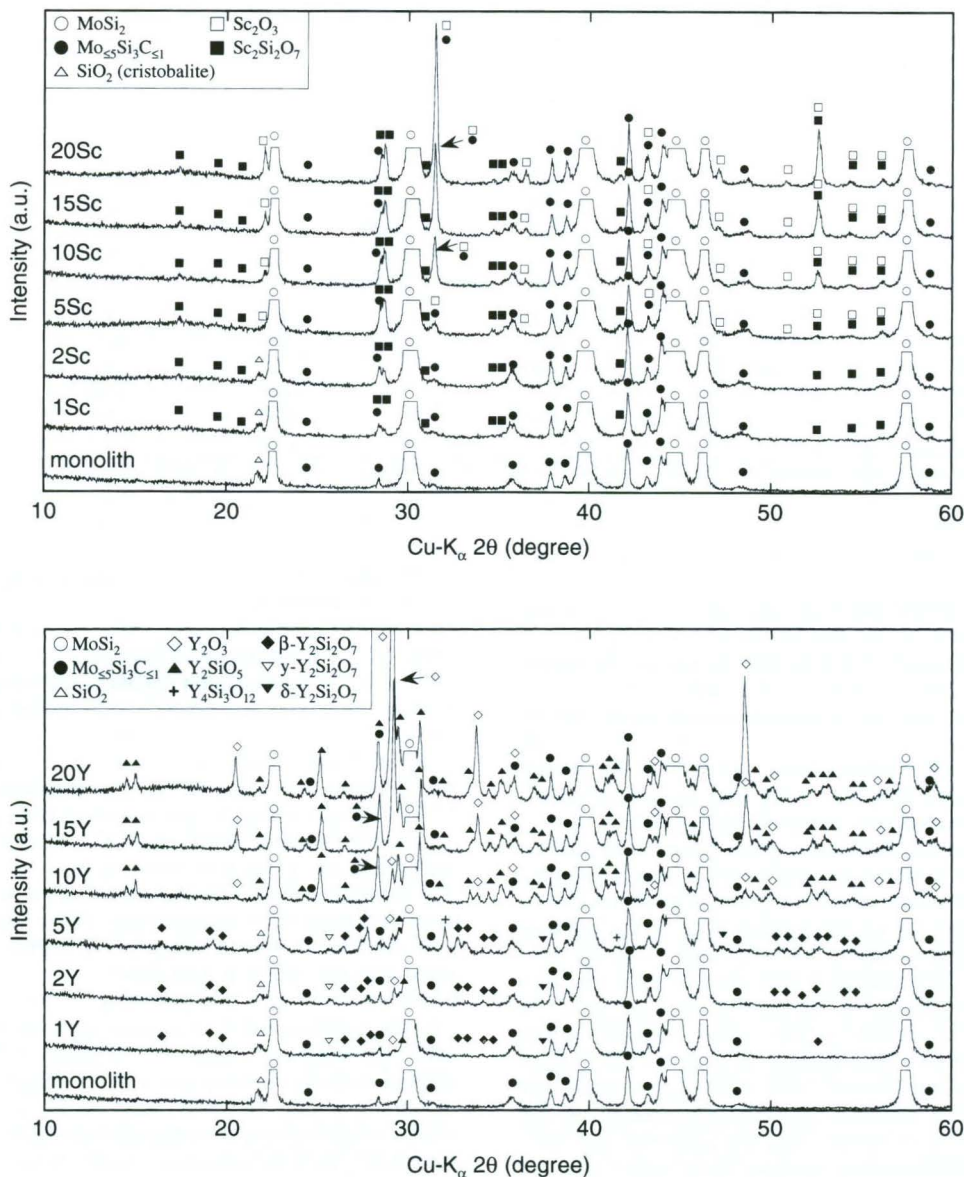 MoSi₂ Sc₂O₃
Mo≤5Si₃C≤1 Sc₂Si₂O₇
SiO₂ (cristobalite)
20Sc
15Sc
10Sc
5Sc
2Sc
1Sc
monolith
Intensity (a.u.)
10 20 30 40 50 60
Cu-Kα 2θ (degree)
MoSi₂ Y₂O₃ β-Y₂Si₂O₇
Mo≤5Si₃C≤1 Y₂SiO₅ y-Y₂Si₂O₇
SiO₂ Y₄Si₃O₁₂ δ-Y₂Si₂O₇
20Y
15Y
10Y
5Y
2Y
1Y
monolith
Intensity (a.u.)
10 20 30 40 50 60
Cu-Kα 2θ (degree)